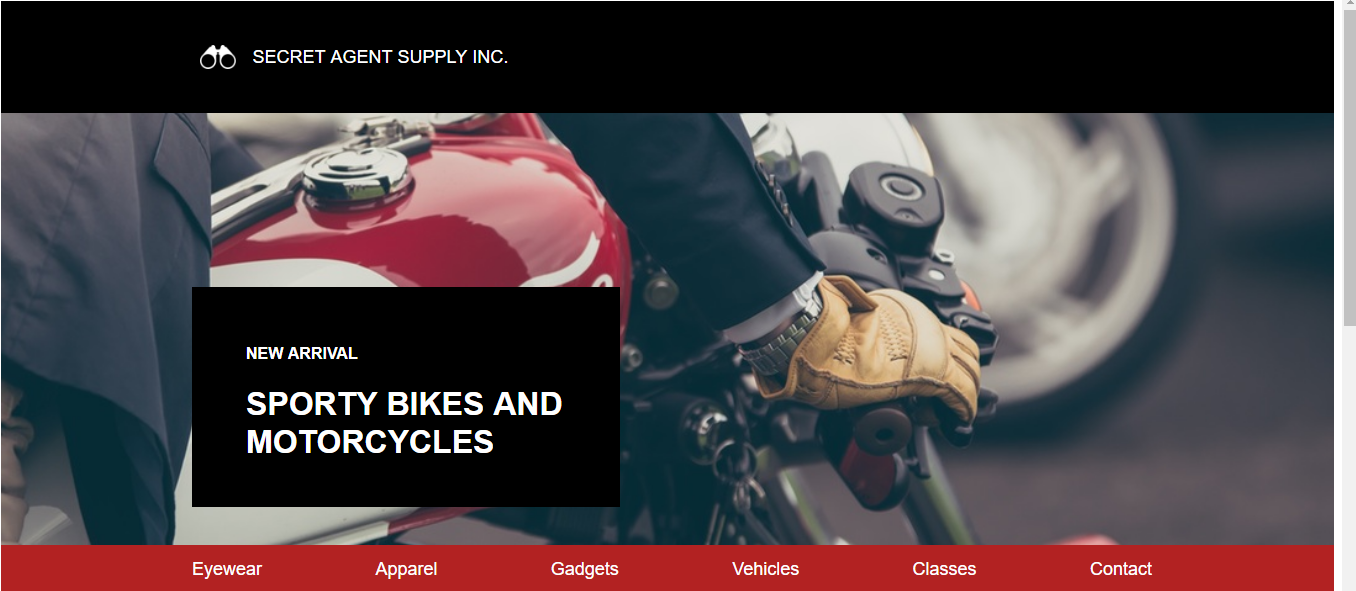 SECRET AGENT SUPPLY INC.
NEW ARRIVAL
SPORTY BIKES AND
MOTORCYCLES
Eyewear Apparel Gadgets Vehicles Classes Contact